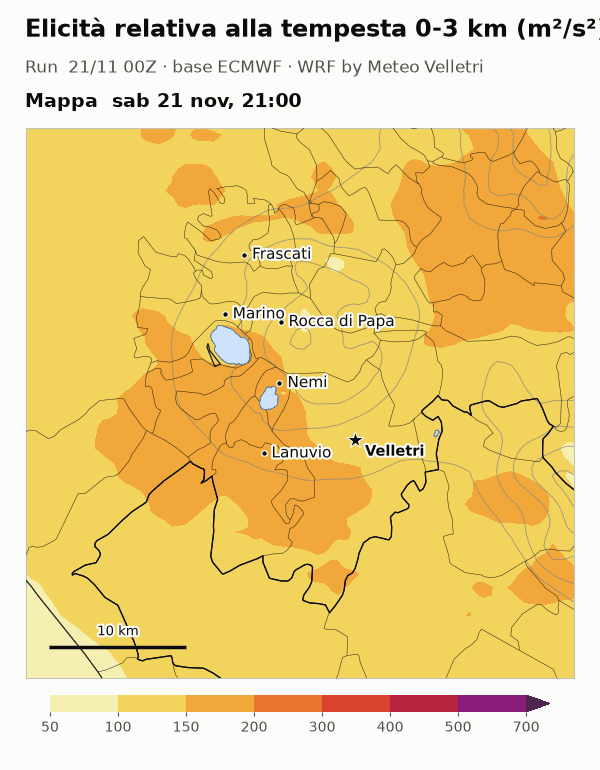 Elicità relativa alla tempesta 0-3 km (m²/s²)
Run 21/11 00Z · base ECMWF · WRF by Meteo Velletri
Mappa sab 21 nov, 21:00
Frascati
Marino
Rocca di Papa
Nemi
Velletri
Lanuvio
10 km
50 100 150 200 300 400 500 700